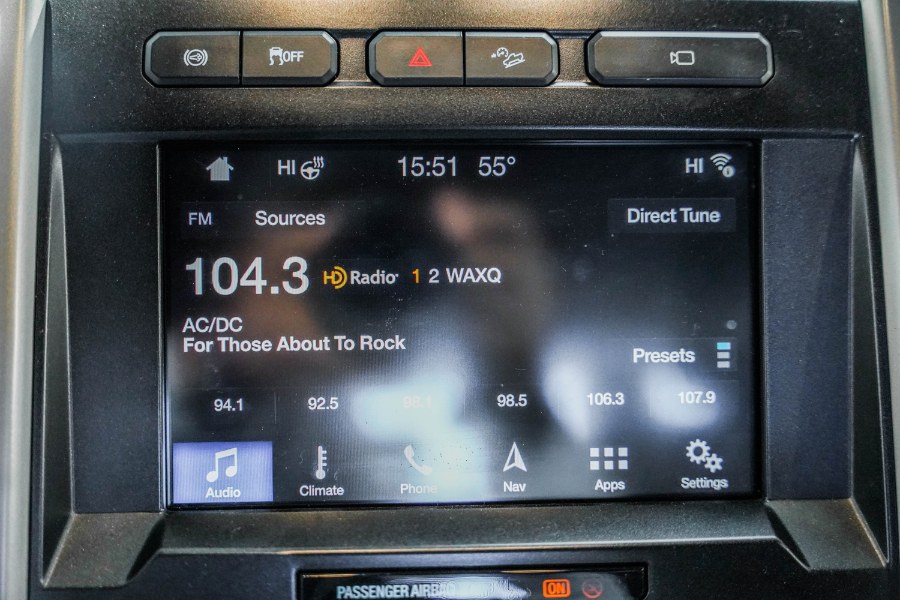 OFF
HI 15:51 55° HI
FM Sources Direct Tune
104.3 HD Radio 1 2 WAXQ
AC/DC
For Those About To Rock
Presets
94.1 92.5 98.1 98.5 106.3 107.9
Audio Climate Phone Nav Apps Settings
PASSENGER AIRBAG ON